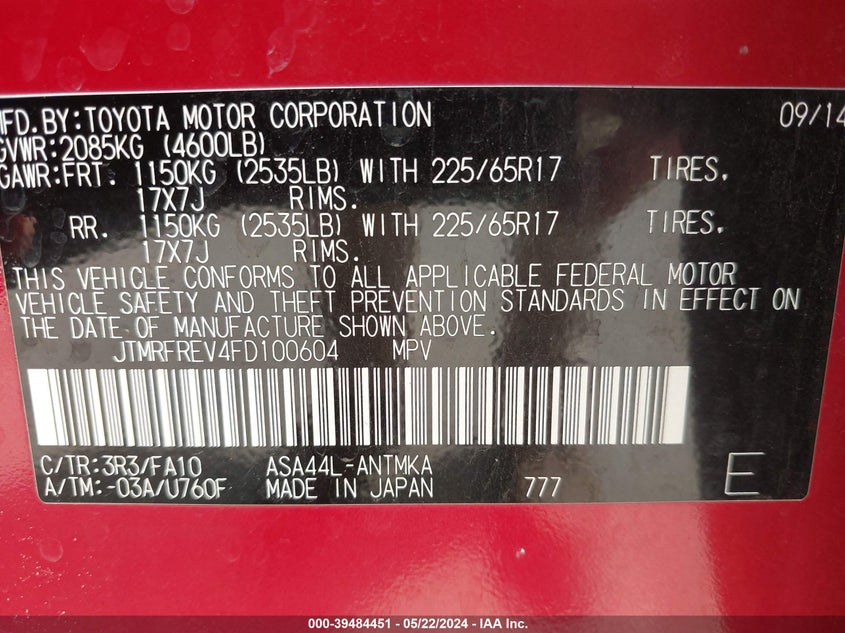 MFD. BY:TOYOTA MOTOR CORPORATION 09/14
GVWR:2085KG (4600LB)
GAWR:FRT. 1150KG (2535LB) WITH 225/65R17 TIRES,
17X7J RIMS.
RR. 1150KG (2535LB) WITH 225/65R17 TIRES,
17X7J RIMS.
THIS VEHICLE CONFORMS TO ALL APPLICABLE FEDERAL MOTOR
VEHICLE SAFETY AND THEFT PREVENTION STANDARDS IN EFFECT ON
THE DATE OF MANUFACTURE SHOWN ABOVE.
JTMRFREV4FD100604 MPV
C/TR:3R3/FA10 ASA44L-ANTMKA
A/TM:-03A/U760F MADE IN JAPAN 777 E
000-39484451 - 05/22/2024 - IAA Inc.